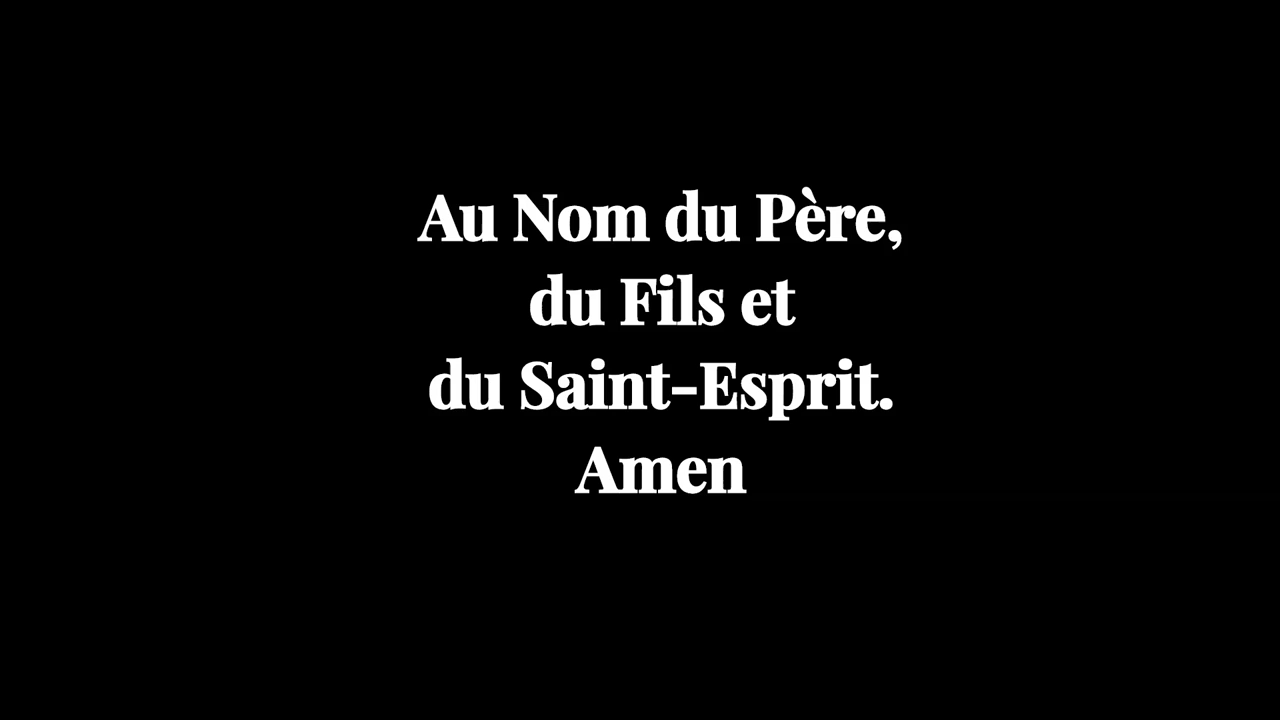 Au Nom du Père,
du Fils et
du Saint-Esprit.
Amen